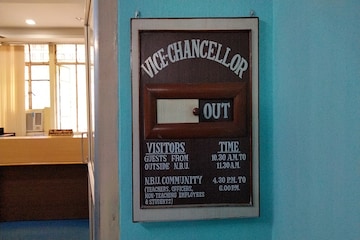 VICE-CHANCELLOR
OUT
VISITORS TIME
GUESTS FROM 10.30 A.M. TO
OUTSIDE N.B.U. 11.30 A.M.
N.B.U. COMMUNITY 4.30 P.M. TO
(TEACHERS, OFFICERS, 6.00 P.M.
NON-TEACHING EMPLOYEES
& STUDENTS)